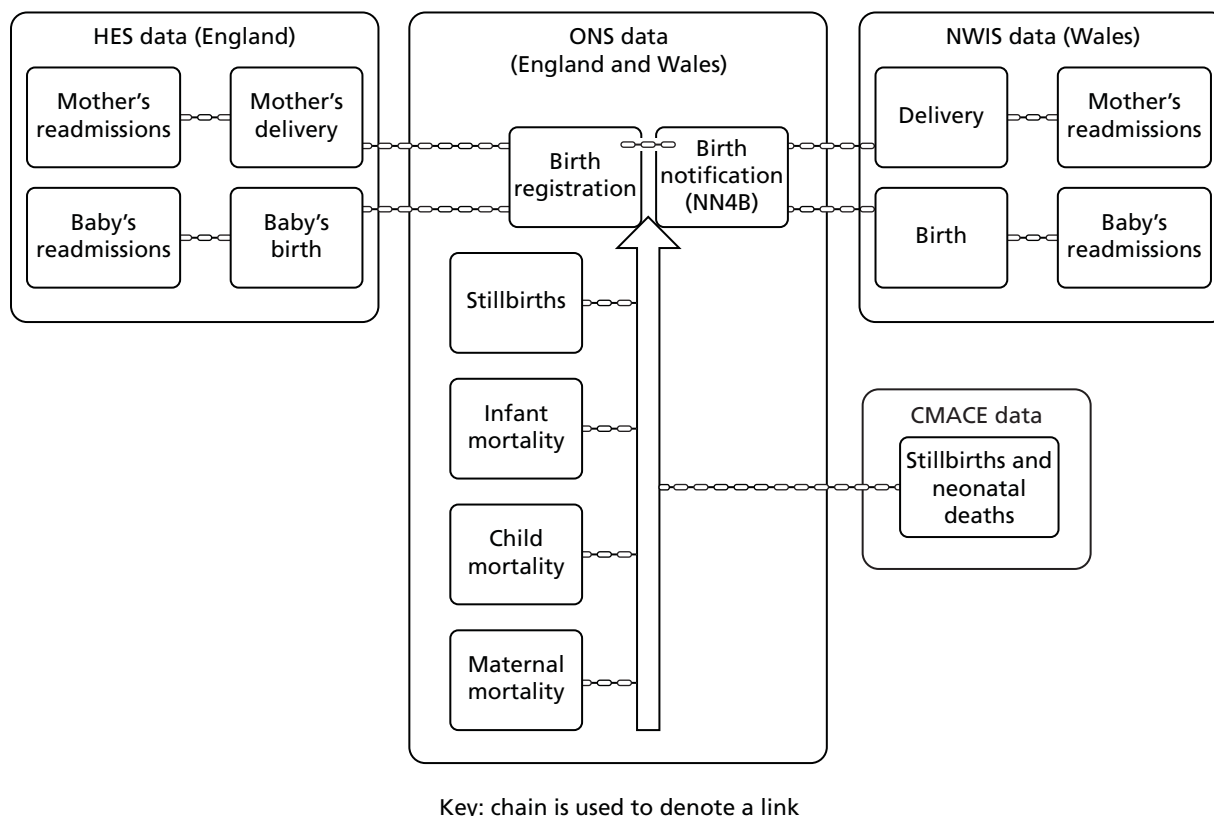 HES data (England)
Mother's
readmissions
Mother's
delivery
Baby's
readmissions
Baby's
birth
ONS data
(England and Wales)
Birth
registration
Birth
notification
(NN4B)
Stillbirths
Infant
mortality
Child
mortality
Maternal
mortality
NWIS data (Wales)
Delivery
Mother's
readmissions
Birth
Baby's
readmissions
CMACE data
Stillbirths and
neonatal
deaths
Key: chain is used to denote a link